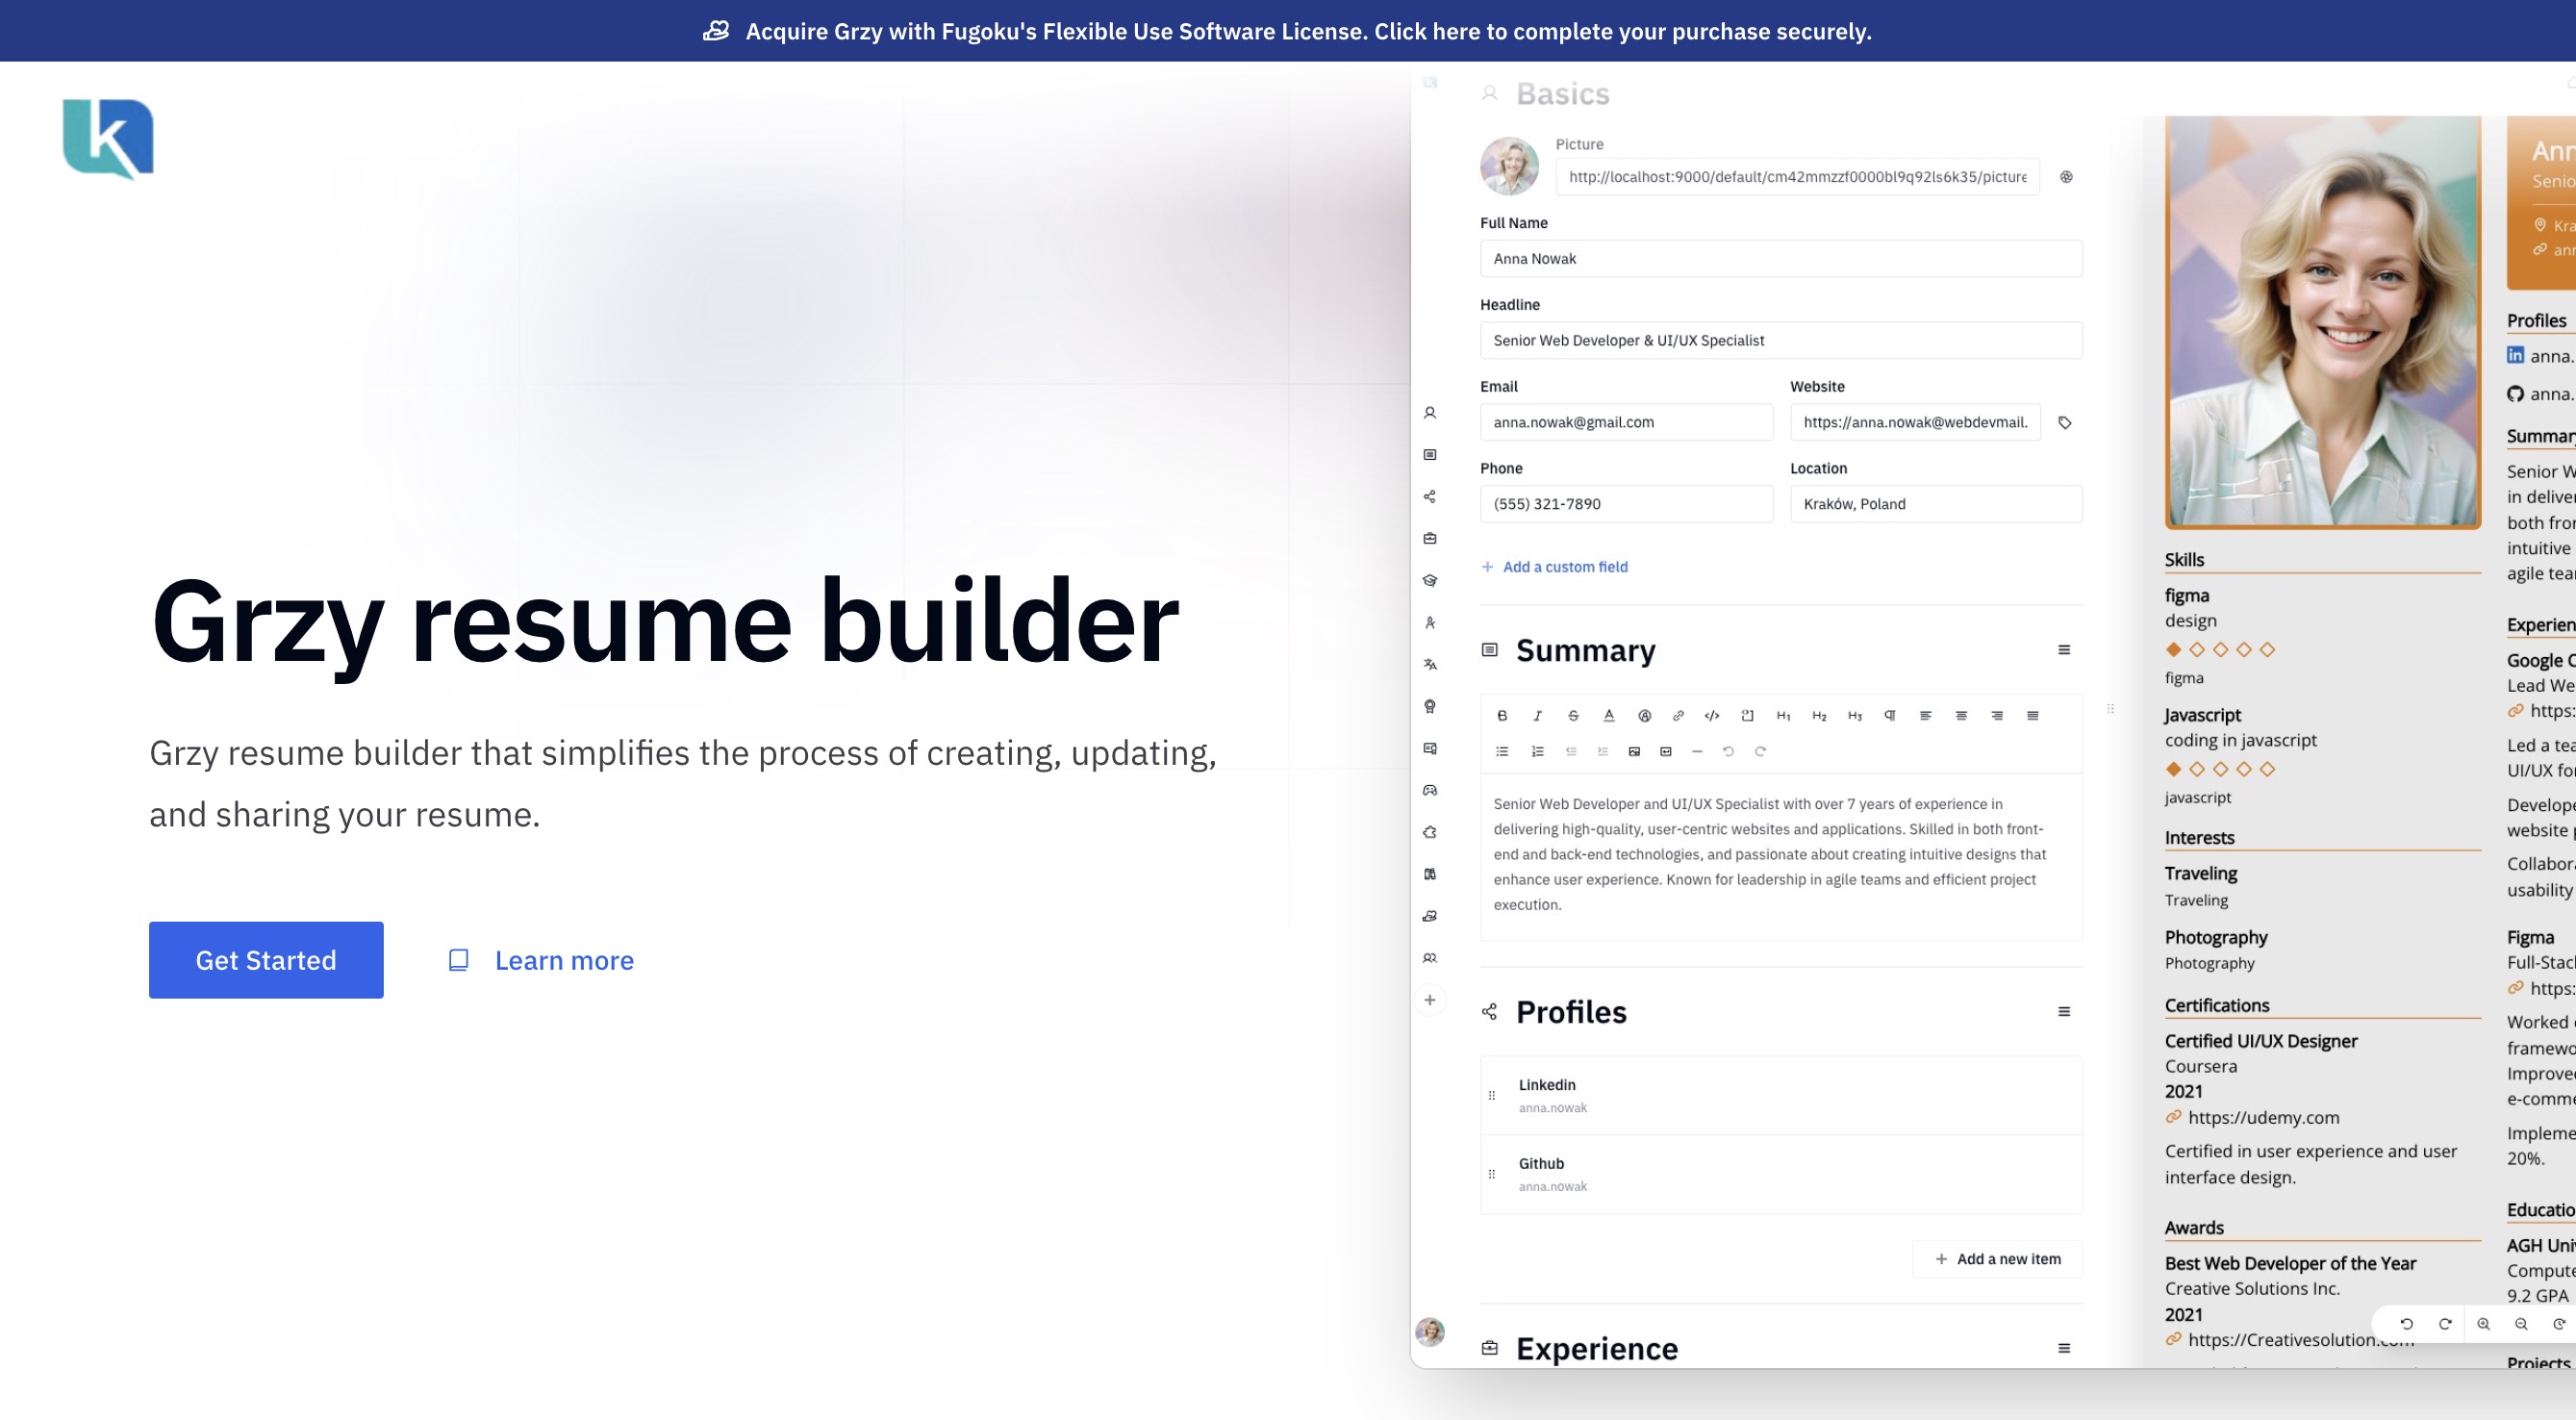 Acquire Grzy with Fugoku's Flexible Use Software License. Click here to complete your purchase securely.
k
Grzy resume builder
Grzy resume builder that simplifies the process of creating, updating,
and sharing your resume.
Get Started
Learn more
Basics
Picture
http://localhost:9000/default/cm42mmzzf0000bl9q92ls6k35/picture
Full Name
Anna Nowak
Headline
Senior Web Developer & UI/UX Specialist
Email
Website
anna.nowak@gmail.com
https://anna.nowak@webdevmail.
Phone
Location
(555) 321-7890
Kraków, Poland
Add a custom field
Summary
H1 H2 H3
Senior Web Developer and UI/UX Specialist with over 7 years of experience in
delivering high-quality, user-centric websites and applications. Skilled in both front-
end and back-end technologies, and passionate about creating intuitive designs that
enhance user experience. Known for leadership in agile teams and efficient project
execution.
Profiles
Linkedin
anna.nowak
Github
anna.nowak
Add a new item
Experience
Skills
figma
design
figma
Javascript
coding in javascript
javascript
Interests
Traveling
Traveling
Photography
Photography
Certifications
Certified UI/UX Designer
Coursera
2021
https://udemy.com
Certified in user experience and user
interface design.
Awards
Best Web Developer of the Year
Creative Solutions Inc.
2021
https://Creativesolution.com
Ann
Senio
Kra
ann
Profiles
anna.
anna.
Summary
Senior W
in deliver
both fron
intuitive
agile tea
Experien
Google C
Lead We
https:
Led a tea
UI/UX for
Develope
website p
Collabora
usability
Figma
Full-Stack
https:
Worked
framewo
Improved
e-comme
Impleme
20%.
Educatio
AGH Univ
Compute
9.2 GPA
Projects